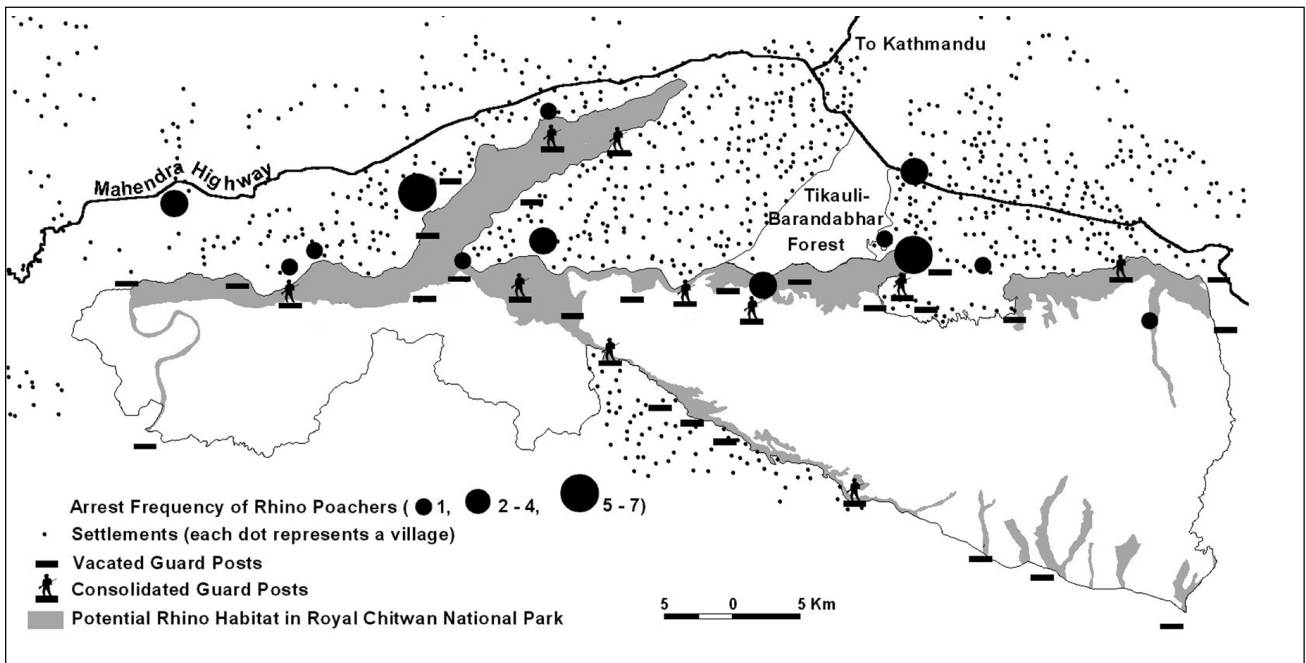 To Kathmandu
Mahendra Highway
Tikauli-
Barandabhar
Forest
Arrest Frequency of Rhino Poachers ( 1, 2 - 4, 5 - 7)
Settlements (each dot represents a village)
Vacated Guard Posts
Consolidated Guard Posts
Potential Rhino Habitat in Royal Chitwan National Park
5 0 5 Km